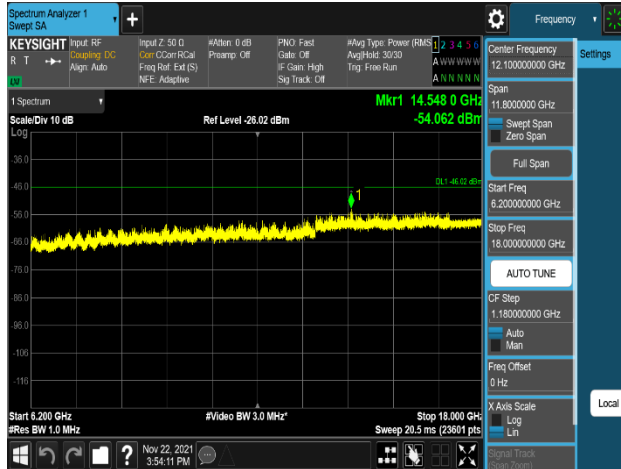 Spectrum Analyzer 1
Swept SA
+
Frequency
KEYSIGHT
R T
LXI
Input: RF
Coupling: DC
Align: Auto
Input Z: 50 Ω
Corr CCorr RCal
Freq Ref: Ext (S)
NFE: Adaptive
#Atten: 0 dB
Preamp: Off
PNO: Fast
Gate: Off
IF Gain: High
Sig Track: Off
#Avg Type: Power (RMS
Avg|Hold: 30/30
Trig: Free Run
1 2 3 4 5 6
A W W W W W
A N N N N N
1 Spectrum
Scale/Div 10 dB
Log
Ref Level -26.02 dBm
Mkr1 14.548 0 GHz
-54.062 dBm
DL1 -46.02 dBm
1
-36.0
-46.0
-56.0
-66.0
-76.0
-86.0
-96.0
-106
-116
Start 6.200 GHz
#Res BW 1.0 MHz
#Video BW 3.0 MHz*
Stop 18.000 GHz
Sweep 20.5 ms (23601 pts
Nov 22, 2021
3:54:11 PM
?
Center Frequency
12.100000000 GHz
Span
11.8000000 GHz
Swept Span
Zero Span
Full Span
Start Freq
6.200000000 GHz
Stop Freq
18.000000000 GHz
AUTO TUNE
CF Step
1.180000000 GHz
Auto
Man
Freq Offset
0 Hz
X Axis Scale
Log
Lin
Signal Track
(Span Zoom)
Settings
Local